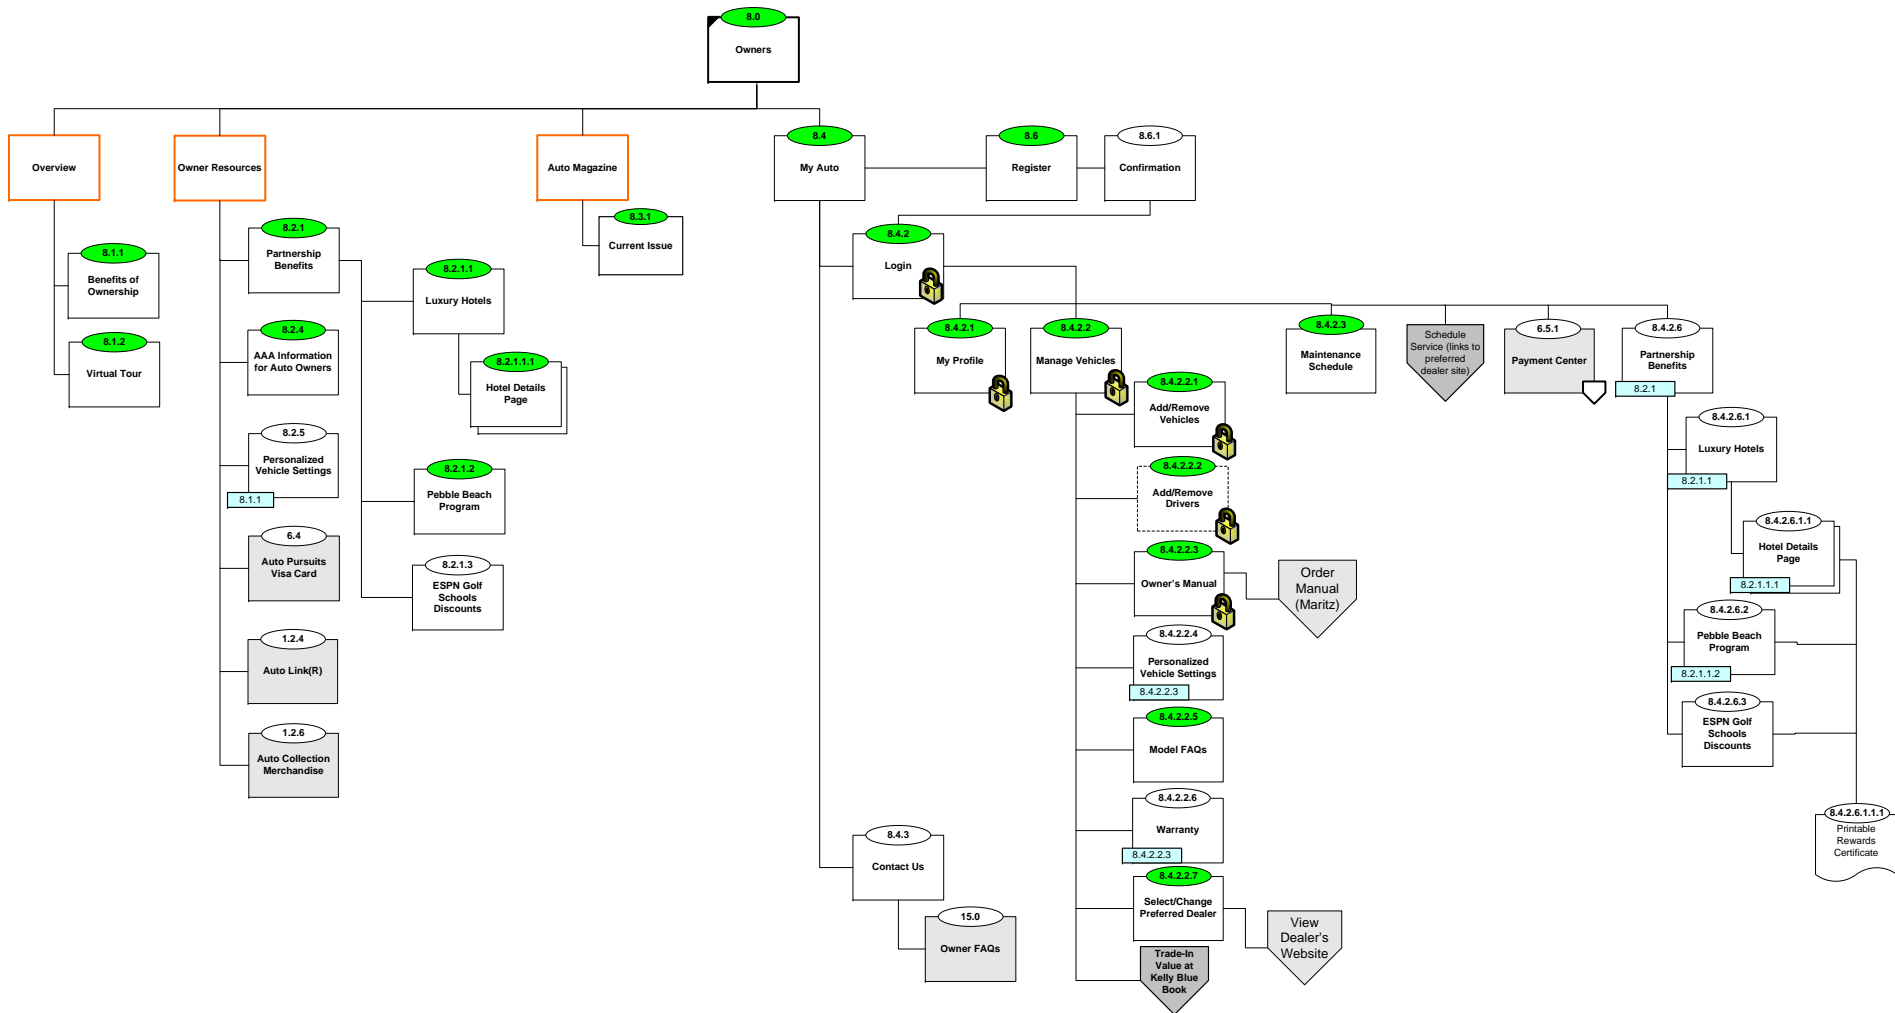 8.0
Owners
Overview
8.1.1
Benefits of
Ownership
8.1.2
Virtual Tour
Owner Resources
8.2.1
Partnership
Benefits
8.2.1.1
Luxury Hotels
8.2.1.1.1
Hotel Details
Page
8.2.1.2
Pebble Beach
Program
8.2.1.3
ESPN Golf
Schools
Discounts
8.2.4
AAA Information
for Auto Owners
8.2.5
Personalized
Vehicle Settings
8.1.1
6.4
Auto Pursuits
Visa Card
1.2.4
Auto Link(R)
1.2.6
Auto Collection
Merchandise
Auto Magazine
8.3.1
Current Issue
8.4
My Auto
8.6
Register
8.6.1
Confirmation
8.4.2
Login
8.4.2.1
My Profile
8.4.2.2
Manage Vehicles
8.4.2.2.1
Add/Remove
Vehicles
8.4.2.2.2
Add/Remove
Drivers
8.4.2.2.3
Owner's Manual
Order
Manual
(Maritz)
8.4.2.2.4
Personalized
Vehicle Settings
8.4.2.2.3
8.4.2.2.5
Model FAQs
8.4.2.2.6
Warranty
8.4.2.2.3
8.4.2.2.7
Select/Change
Preferred Dealer
View
Dealer's
Website
Trade-In
Value at
Kelly Blue
Book
8.4.2.3
Maintenance
Schedule
Schedule
Service (links to
preferred
dealer site)
6.5.1
Payment Center
8.4.2.6
Partnership
Benefits
8.2.1
8.4.2.6.1
Luxury Hotels
8.2.1.1
8.4.2.6.1.1
Hotel Details
Page
8.2.1.1.1
8.4.2.6.2
Pebble Beach
Program
8.2.1.1.2
8.4.2.6.3
ESPN Golf
Schools
Discounts
8.4.2.6.1.1.1
Printable
Rewards
Certificate
8.4.3
Contact Us
15.0
Owner FAQs